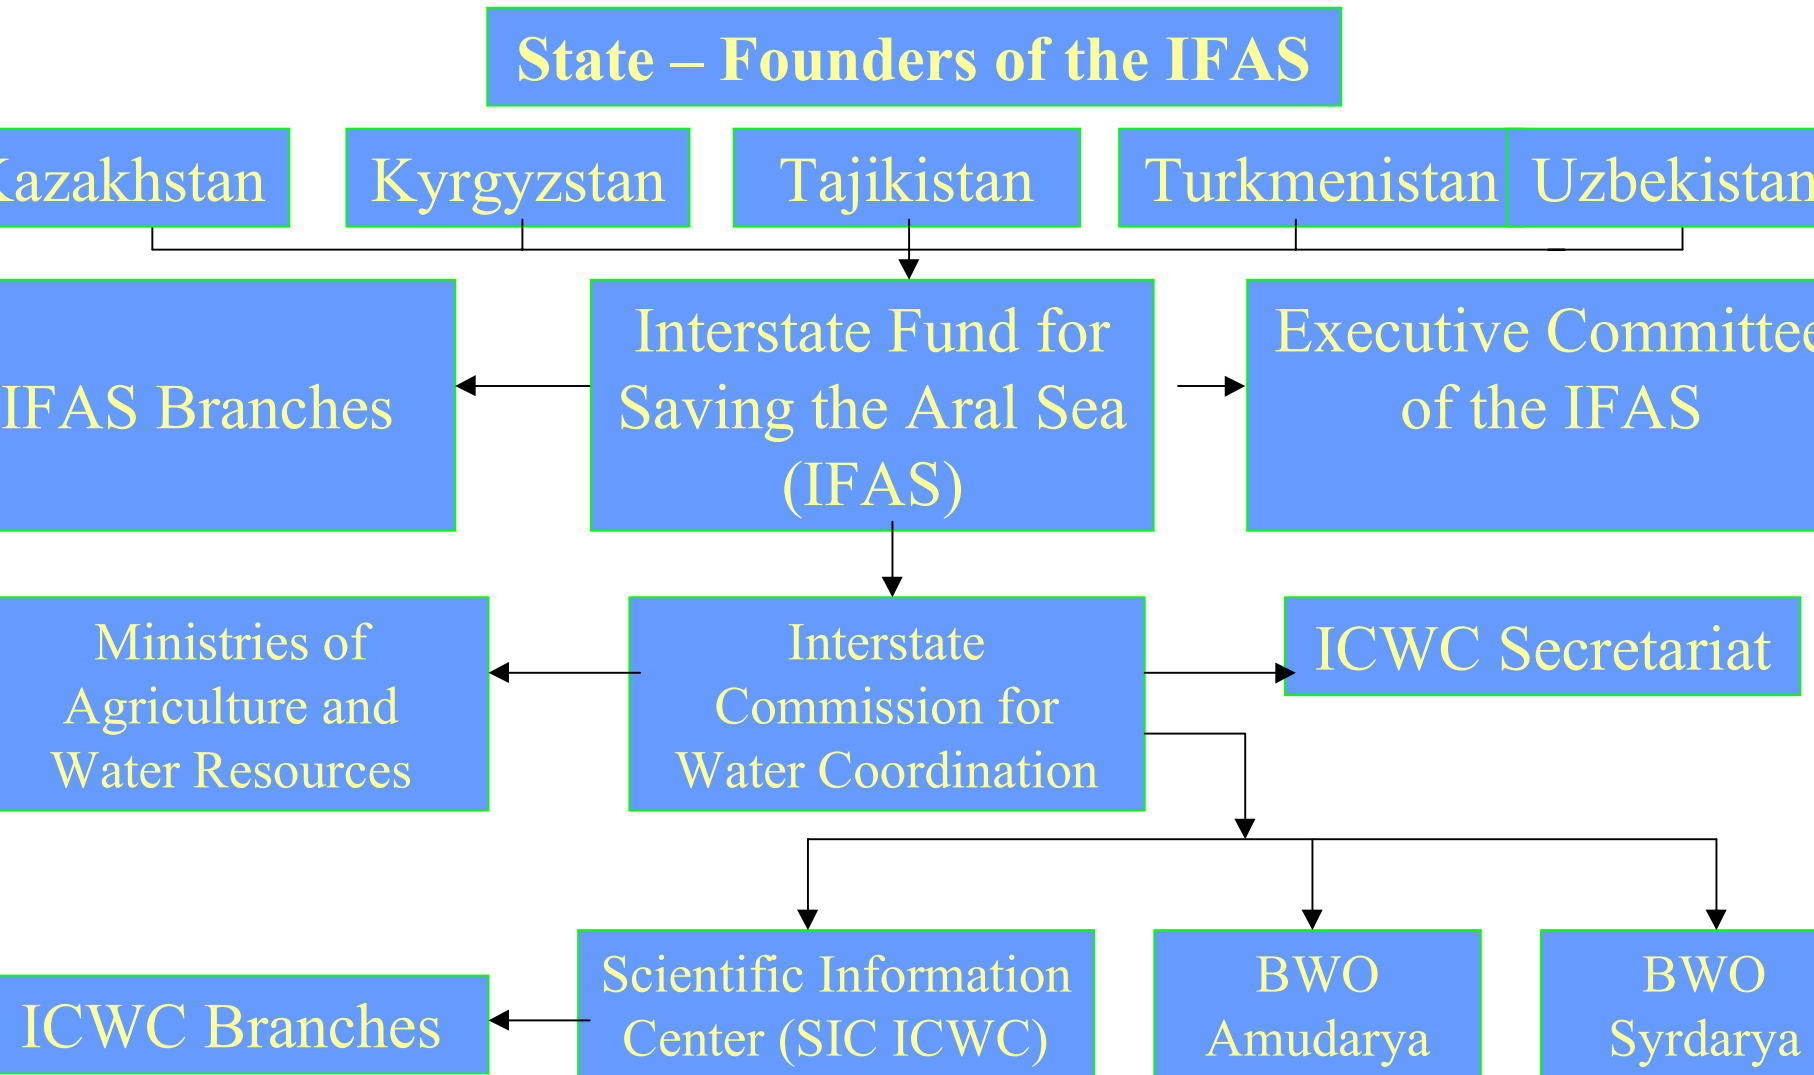 State – Founders of the IFAS
Kazakhstan
Kyrgyzstan
Tajikistan
Turkmenistan
Uzbekistan
IFAS Branches
Interstate Fund for
Saving the Aral Sea
(IFAS)
Executive Committee
of the IFAS
Ministries of
Agriculture and
Water Resources
Interstate
Commission for
Water Coordination
ICWC Secretariat
ICWC Branches
Scientific Information
Center (SIC ICWC)
BWO
Amudarya
BWO
Syrdarya